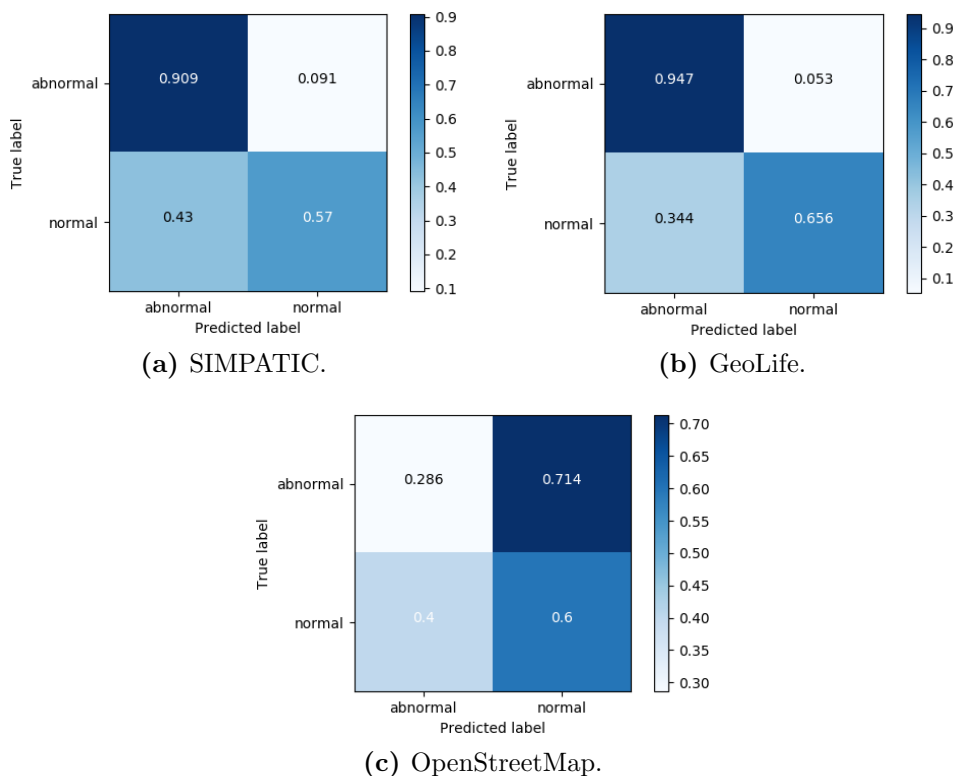 abnormal
normal
True label
0.909 0.091
0.43 0.57
abnormal normal
Predicted label
0.9
0.8
0.7
0.6
0.5
0.4
0.3
0.2
0.1
(a) SIMPATIC.
abnormal
normal
True label
0.947 0.053
0.344 0.656
abnormal normal
Predicted label
0.9
0.8
0.7
0.6
0.5
0.4
0.3
0.2
0.1
(b) GeoLife.
abnormal
normal
True label
0.286 0.714
0.4 0.6
abnormal normal
Predicted label
0.70
0.65
0.60
0.55
0.50
0.45
0.40
0.35
0.30
(c) OpenStreetMap.